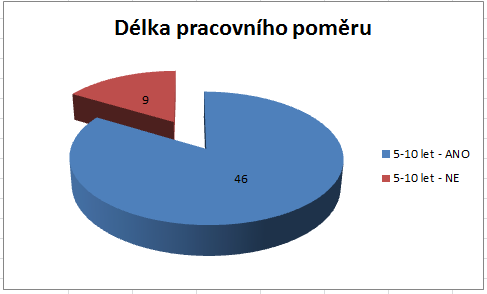 Délka pracovního poměru
9
46
5-10 let - ANO
5-10 let - NE